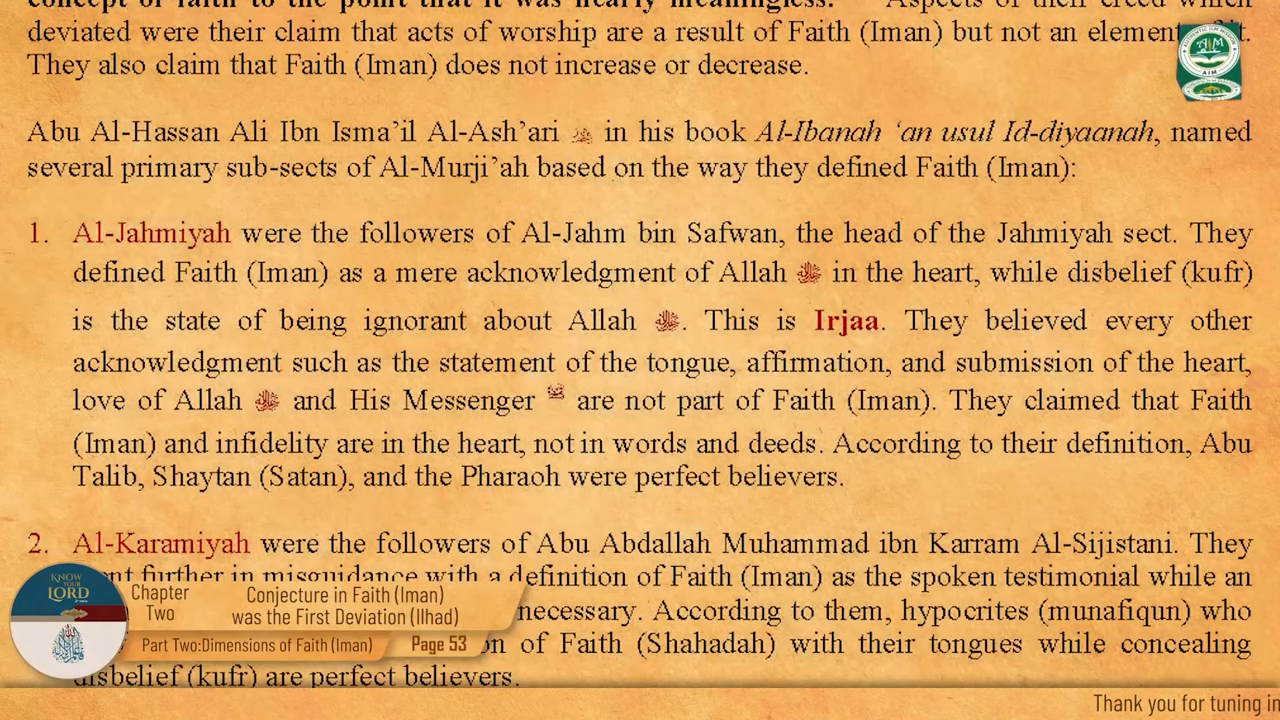 concept of faith to the point that it was nearly meaningless. Aspects of their creed which
deviated were their claim that acts of worship are a result of Faith (Iman) but not an element
They also claim that Faith (Iman) does not increase or decrease.
AIM
Abu Al-Hassan Ali Ibn Isma’il Al-Ash’ari in his book Al-Ibanah ‘an usul Id-diyaanah, named
several primary sub-sects of Al-Murji’ah based on the way they defined Faith (Iman):
1. Al-Jahmiyah were the followers of Al-Jahm bin Safwan, the head of the Jahmiyah sect. They
defined Faith (Iman) as a mere acknowledgment of Allah ﷻ in the heart, while disbelief (kufr)
is the state of being ignorant about Allah ﷻ. This is Irjaa. They believed every other
acknowledgment such as the statement of the tongue, affirmation, and submission of the heart,
love of Allah ﷻ and His Messenger ﷺ are not part of Faith (Iman). They claimed that Faith
(Iman) and infidelity are in the heart, not in words and deeds. According to their definition, Abu
Talib, Shaytan (Satan), and the Pharaoh were perfect believers.
2. Al-Karamiyah were the followers of Abu Abdallah Muhammad ibn Karram Al-Sijistani. They
further in misguidance with a definition of Faith (Iman) as the spoken testimonial while an
necessary. According to them, hypocrites (munafiqun) who
of Faith (Shahadah) with their tongues while concealing
disbelief (kufr) are perfect believers.
KNOW YOUR LORD
Chapter Two
Conjecture in Faith (Iman)
was the First Deviation (Ilhad)
Part Two:Dimensions of Faith (Iman)
Page 53
Thank you for tuning in